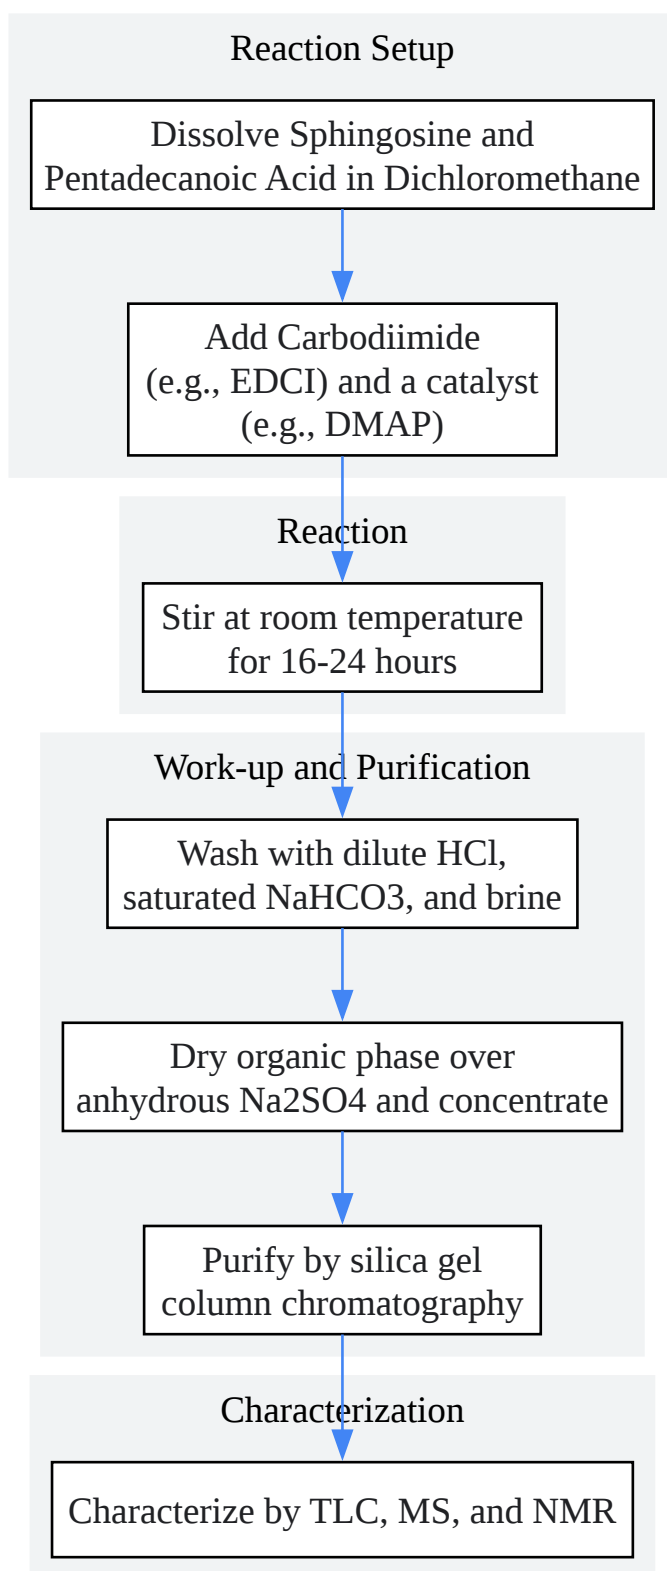 Reaction Setup
Dissolve Sphingosine and
Pentadecanoic Acid in Dichloromethane
Add Carbodiimide
(e.g., EDCI) and a catalyst
(e.g., DMAP)
Reaction
Stir at room temperature
for 16-24 hours
Work-up and Purification
Wash with dilute HCl,
saturated NaHCO3, and brine
Dry organic phase over
anhydrous Na2SO4 and concentrate
Purify by silica gel
column chromatography
Characterization
Characterize by TLC, MS, and NMR